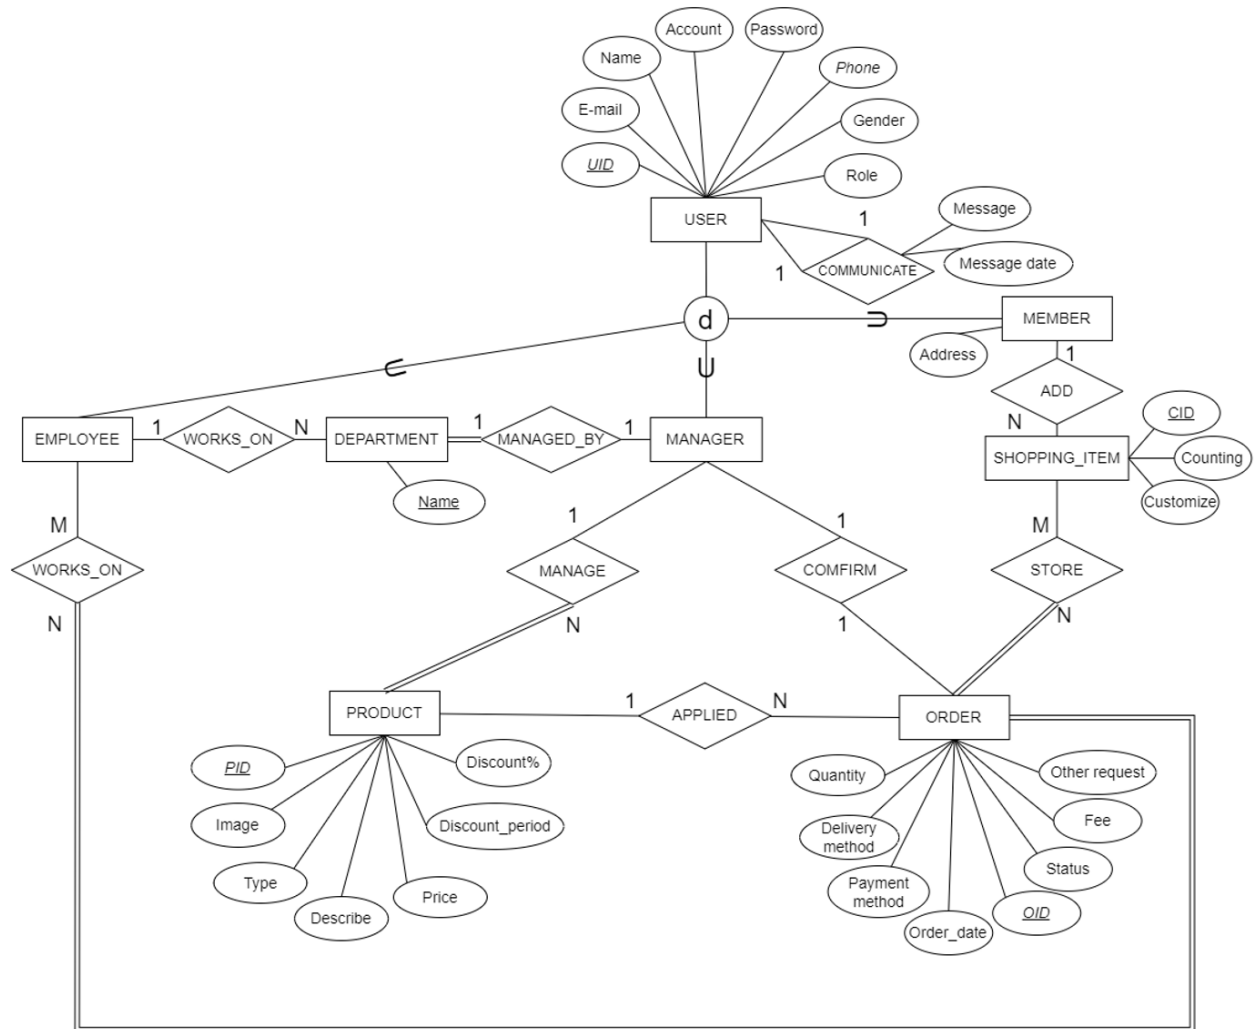 Account
Password
Name
Phone
E-mail
Gender
UID
Role
USER
1
Message
1
COMMUNICATE
Message date
d
MEMBER
Address
1
ADD
N
CID
EMPLOYEE
1
WORKS_ON
N
DEPARTMENT
1
MANAGED_BY
1
MANAGER
SHOPPING_ITEM
Counting
Name
Customize
M
1
1
M
WORKS_ON
MANAGE
COMFIRM
STORE
N
N
1
N
PRODUCT
1
APPLIED
N
ORDER
PID
Discount%
Quantity
Other request
Image
Discount_period
Delivery
method
Fee
Type
Price
Payment
method
Status
Describe
Order_date
OID